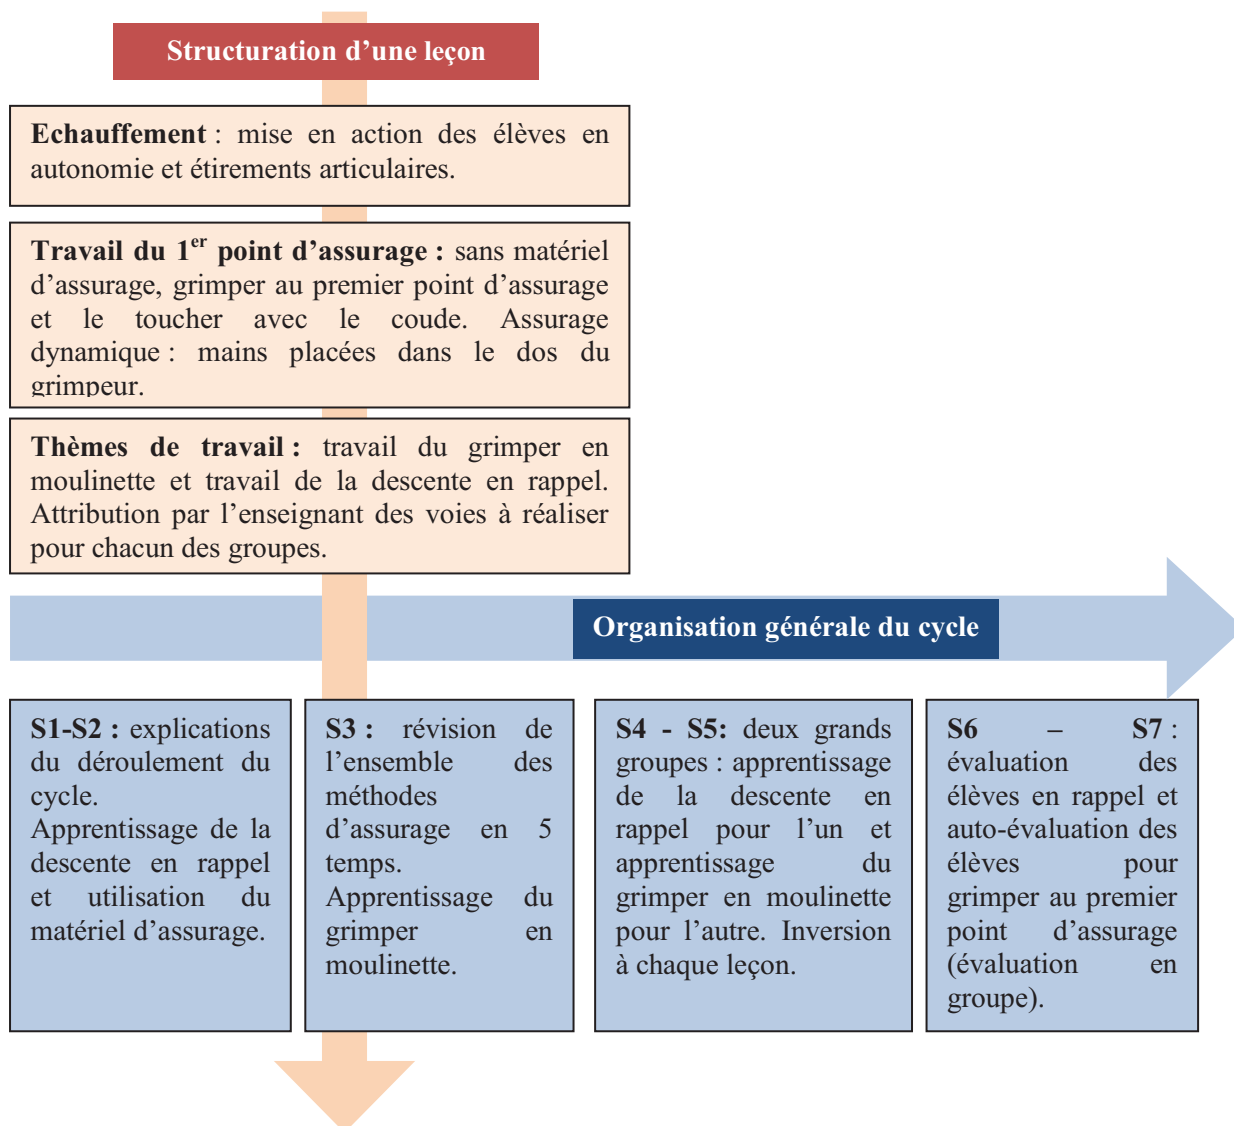 Structuration d’une leçon
Echauffement : mise en action des élèves en
autonomie et étirements articulaires.
Travail du 1er point d’assurage : sans matériel
d’assurage, grimper au premier point d’assurage
et le toucher avec le coude. Assurage
dynamique : mains placées dans le dos du
grimpeur.
Thèmes de travail : travail du grimper en
moulinette et travail de la descente en rappel.
Attribution par l’enseignant des voies à réaliser
pour chacun des groupes.
Organisation générale du cycle
S1-S2 : explications
du déroulement du
cycle.
Apprentissage de la
descente en rappel
et utilisation du
matériel d’assurage.
S3 : révision de
l’ensemble des
méthodes
d’assurage en 5
temps.
Apprentissage du
grimper en
moulinette.
S4 - S5: deux grands
groupes : apprentissage
de la descente en
rappel pour l’un et
apprentissage du
grimper en moulinette
pour l’autre. Inversion
à chaque leçon.
S6 – S7 :
évaluation des
élèves en rappel et
auto-évaluation des
élèves pour
grimper au premier
point d’assurage
(évaluation en
groupe).